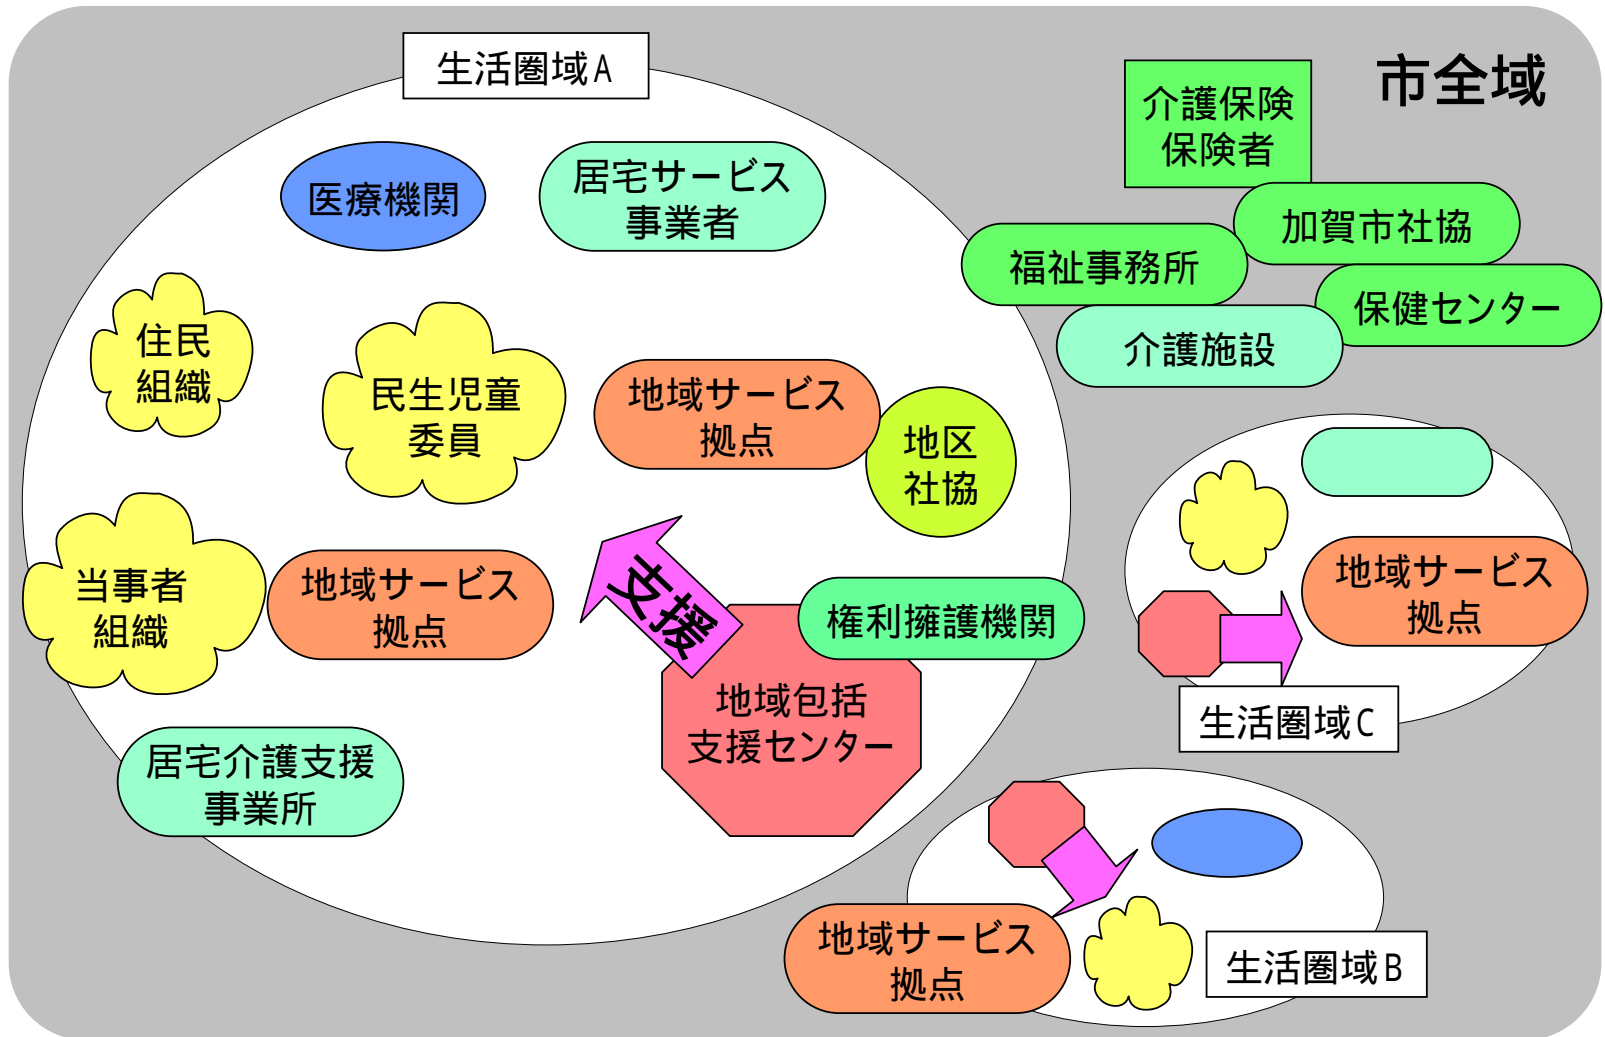 生活圏域A
市全域
介護保険
保険者
医療機関
居宅サービス
事業者
加賀市社協
福祉事務所
保健センター
介護施設
住民
組織
民生児童
委員
地域サービス
拠点
地区
社協
当事者
組織
地域サービス
拠点
支援
権利擁護機関
地域包括
支援センター
居宅介護支援
事業所
地域サービス
拠点
生活圏域C
地域サービス
拠点
生活圏域B